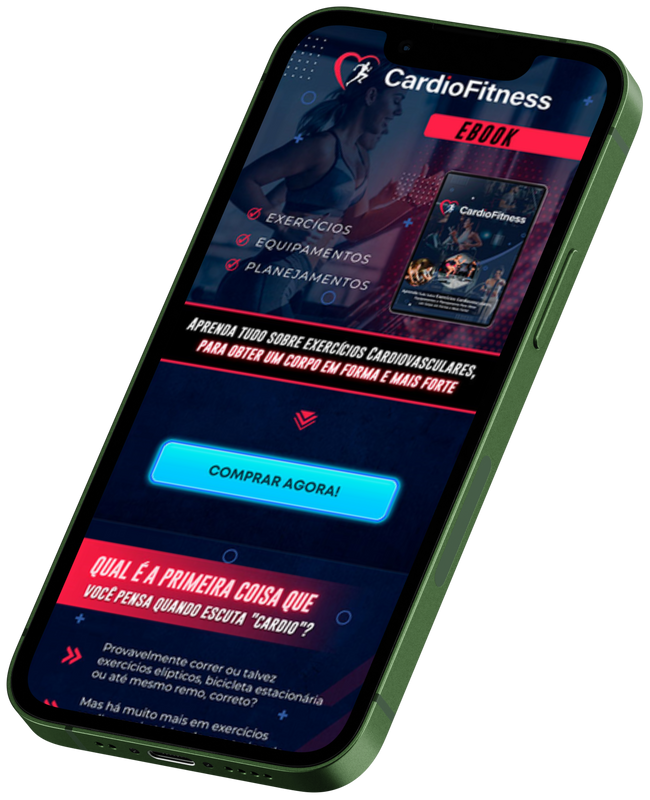 CardioFitness
EBOOK
CardioFitness
EXERCÍCIOS
EQUIPAMENTOS
PLANEJAMENTOS
APRENDA TUDO SOBRE EXERCÍCIOS CARDIOVASCULARES,
PARA OBTER UM CORPO EM FORMA E MAIS FORTE
COMPRAR AGORA!
QUAL É A PRIMEIRA COISA QUE
VOCÊ PENSA QUANDO ESCUTA "CARDIO"?
Provavelmente correr ou talvez
exercícios elípticos, bicicleta estacionária
ou até mesmo remo, correto?
Mas há muito mais em exercícios